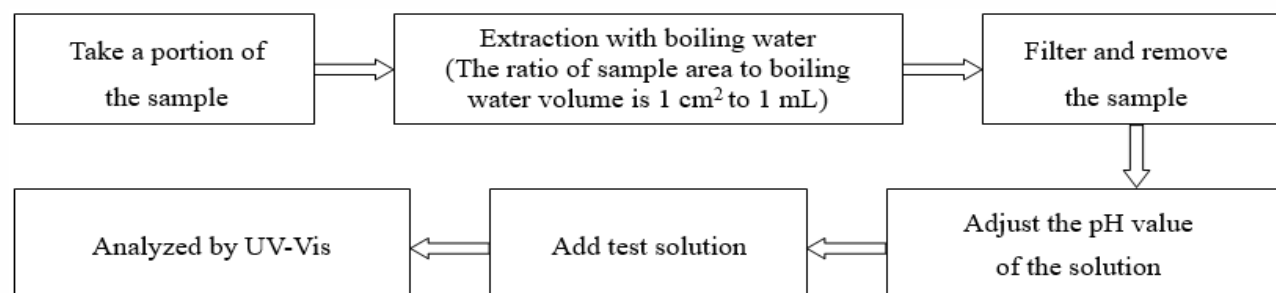 Take a portion of
the sample
Extraction with boiling water
(The ratio of sample area to boiling
water volume is 1 cm² to 1 mL)
Filter and remove
the sample
Adjust the pH value
of the solution
Add test solution
Analyzed by UV-Vis